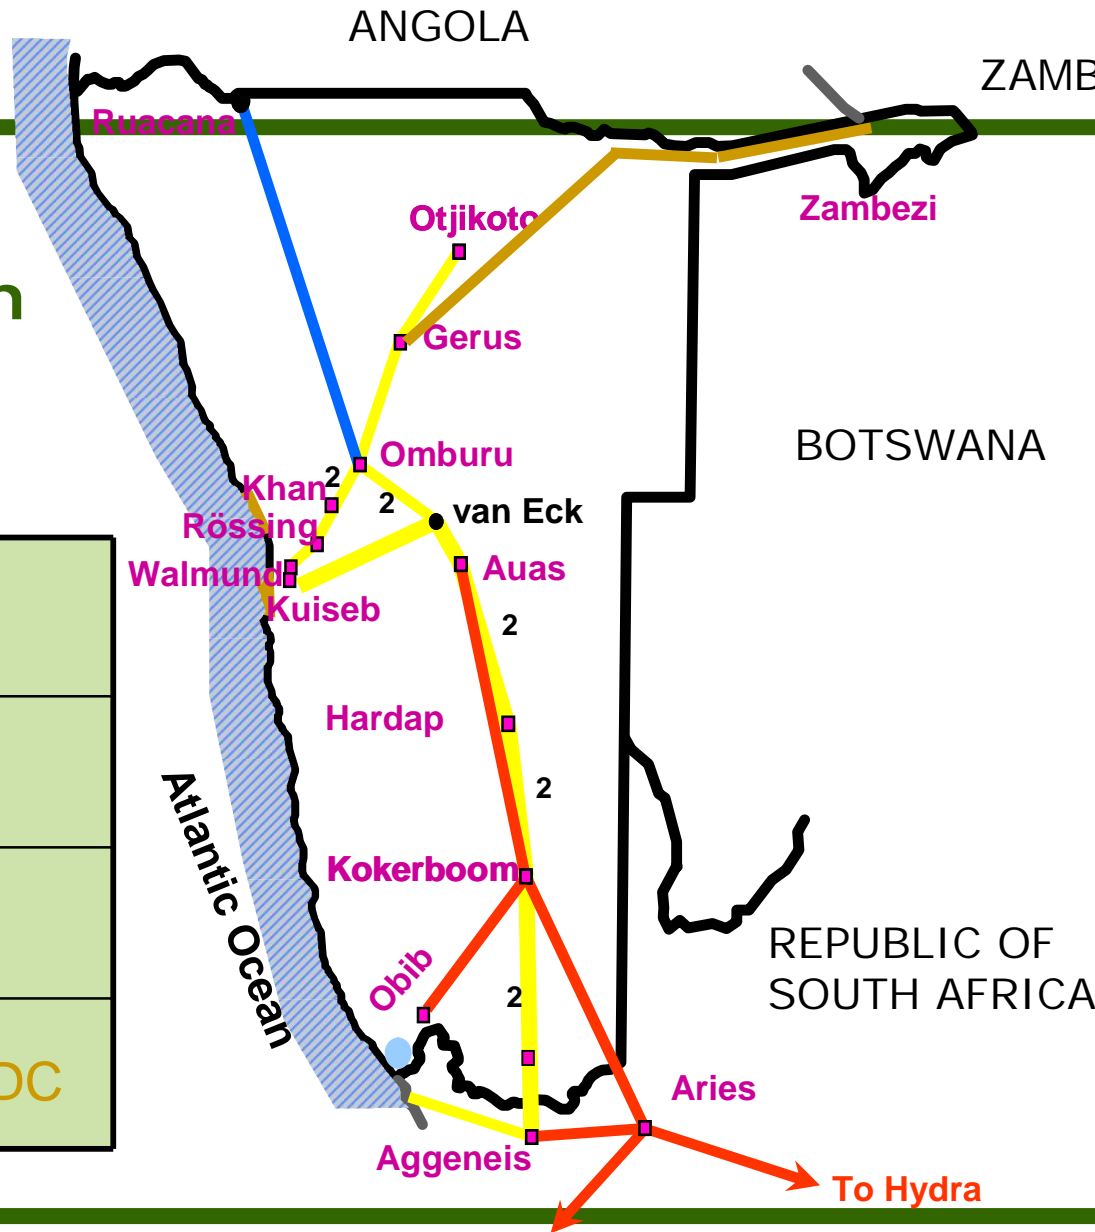 ANGOLA
ZAMB
Ruacana
Zambezi
Otjikoto
n
Gerus
BOTSWANA
Omburu
2
Khan
2
van Eck
Rössing
Auas
Walmund
Kuiseb
2
Hardap
2
Atlantic Ocean
Kokerboom
REPUBLIC OF
SOUTH AFRICA
Obib
2
DC
Aries
Aggeneis
To Hydra